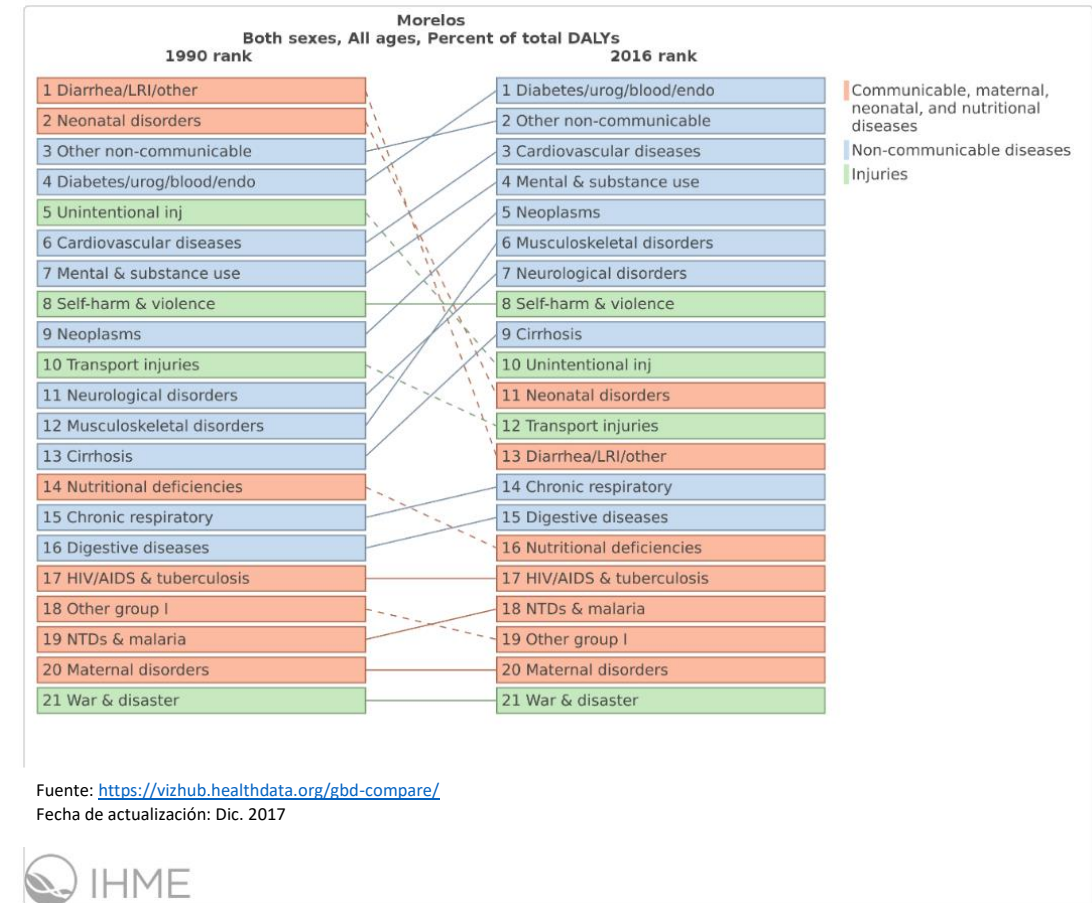 Morelos
Both sexes, All ages, Percent of total DALYs
1990 rank
2016 rank
1 Diarrhea/LRI/other
2 Neonatal disorders
3 Other non-communicable
4 Diabetes/urog/blood/endo
5 Unintentional inj
6 Cardiovascular diseases
7 Mental & substance use
8 Self-harm & violence
9 Neoplasms
10 Transport injuries
11 Neurological disorders
12 Musculoskeletal disorders
13 Cirrhosis
14 Nutritional deficiencies
15 Chronic respiratory
16 Digestive diseases
17 HIV/AIDS & tuberculosis
18 Other group I
19 NTDs & malaria
20 Maternal disorders
21 War & disaster
1 Diabetes/urog/blood/endo
2 Other non-communicable
3 Cardiovascular diseases
4 Mental & substance use
5 Neoplasms
6 Musculoskeletal disorders
7 Neurological disorders
8 Self-harm & violence
9 Cirrhosis
10 Unintentional inj
11 Neonatal disorders
12 Transport injuries
13 Diarrhea/LRI/other
14 Chronic respiratory
15 Digestive diseases
16 Nutritional deficiencies
17 HIV/AIDS & tuberculosis
18 NTDs & malaria
19 Other group I
20 Maternal disorders
21 War & disaster
Communicable, maternal,
neonatal, and nutritional
diseases
Non-communicable diseases
Injuries
Fuente: https://vizhub.healthdata.org/gbd-compare/
Fecha de actualización: Dic. 2017
IHME